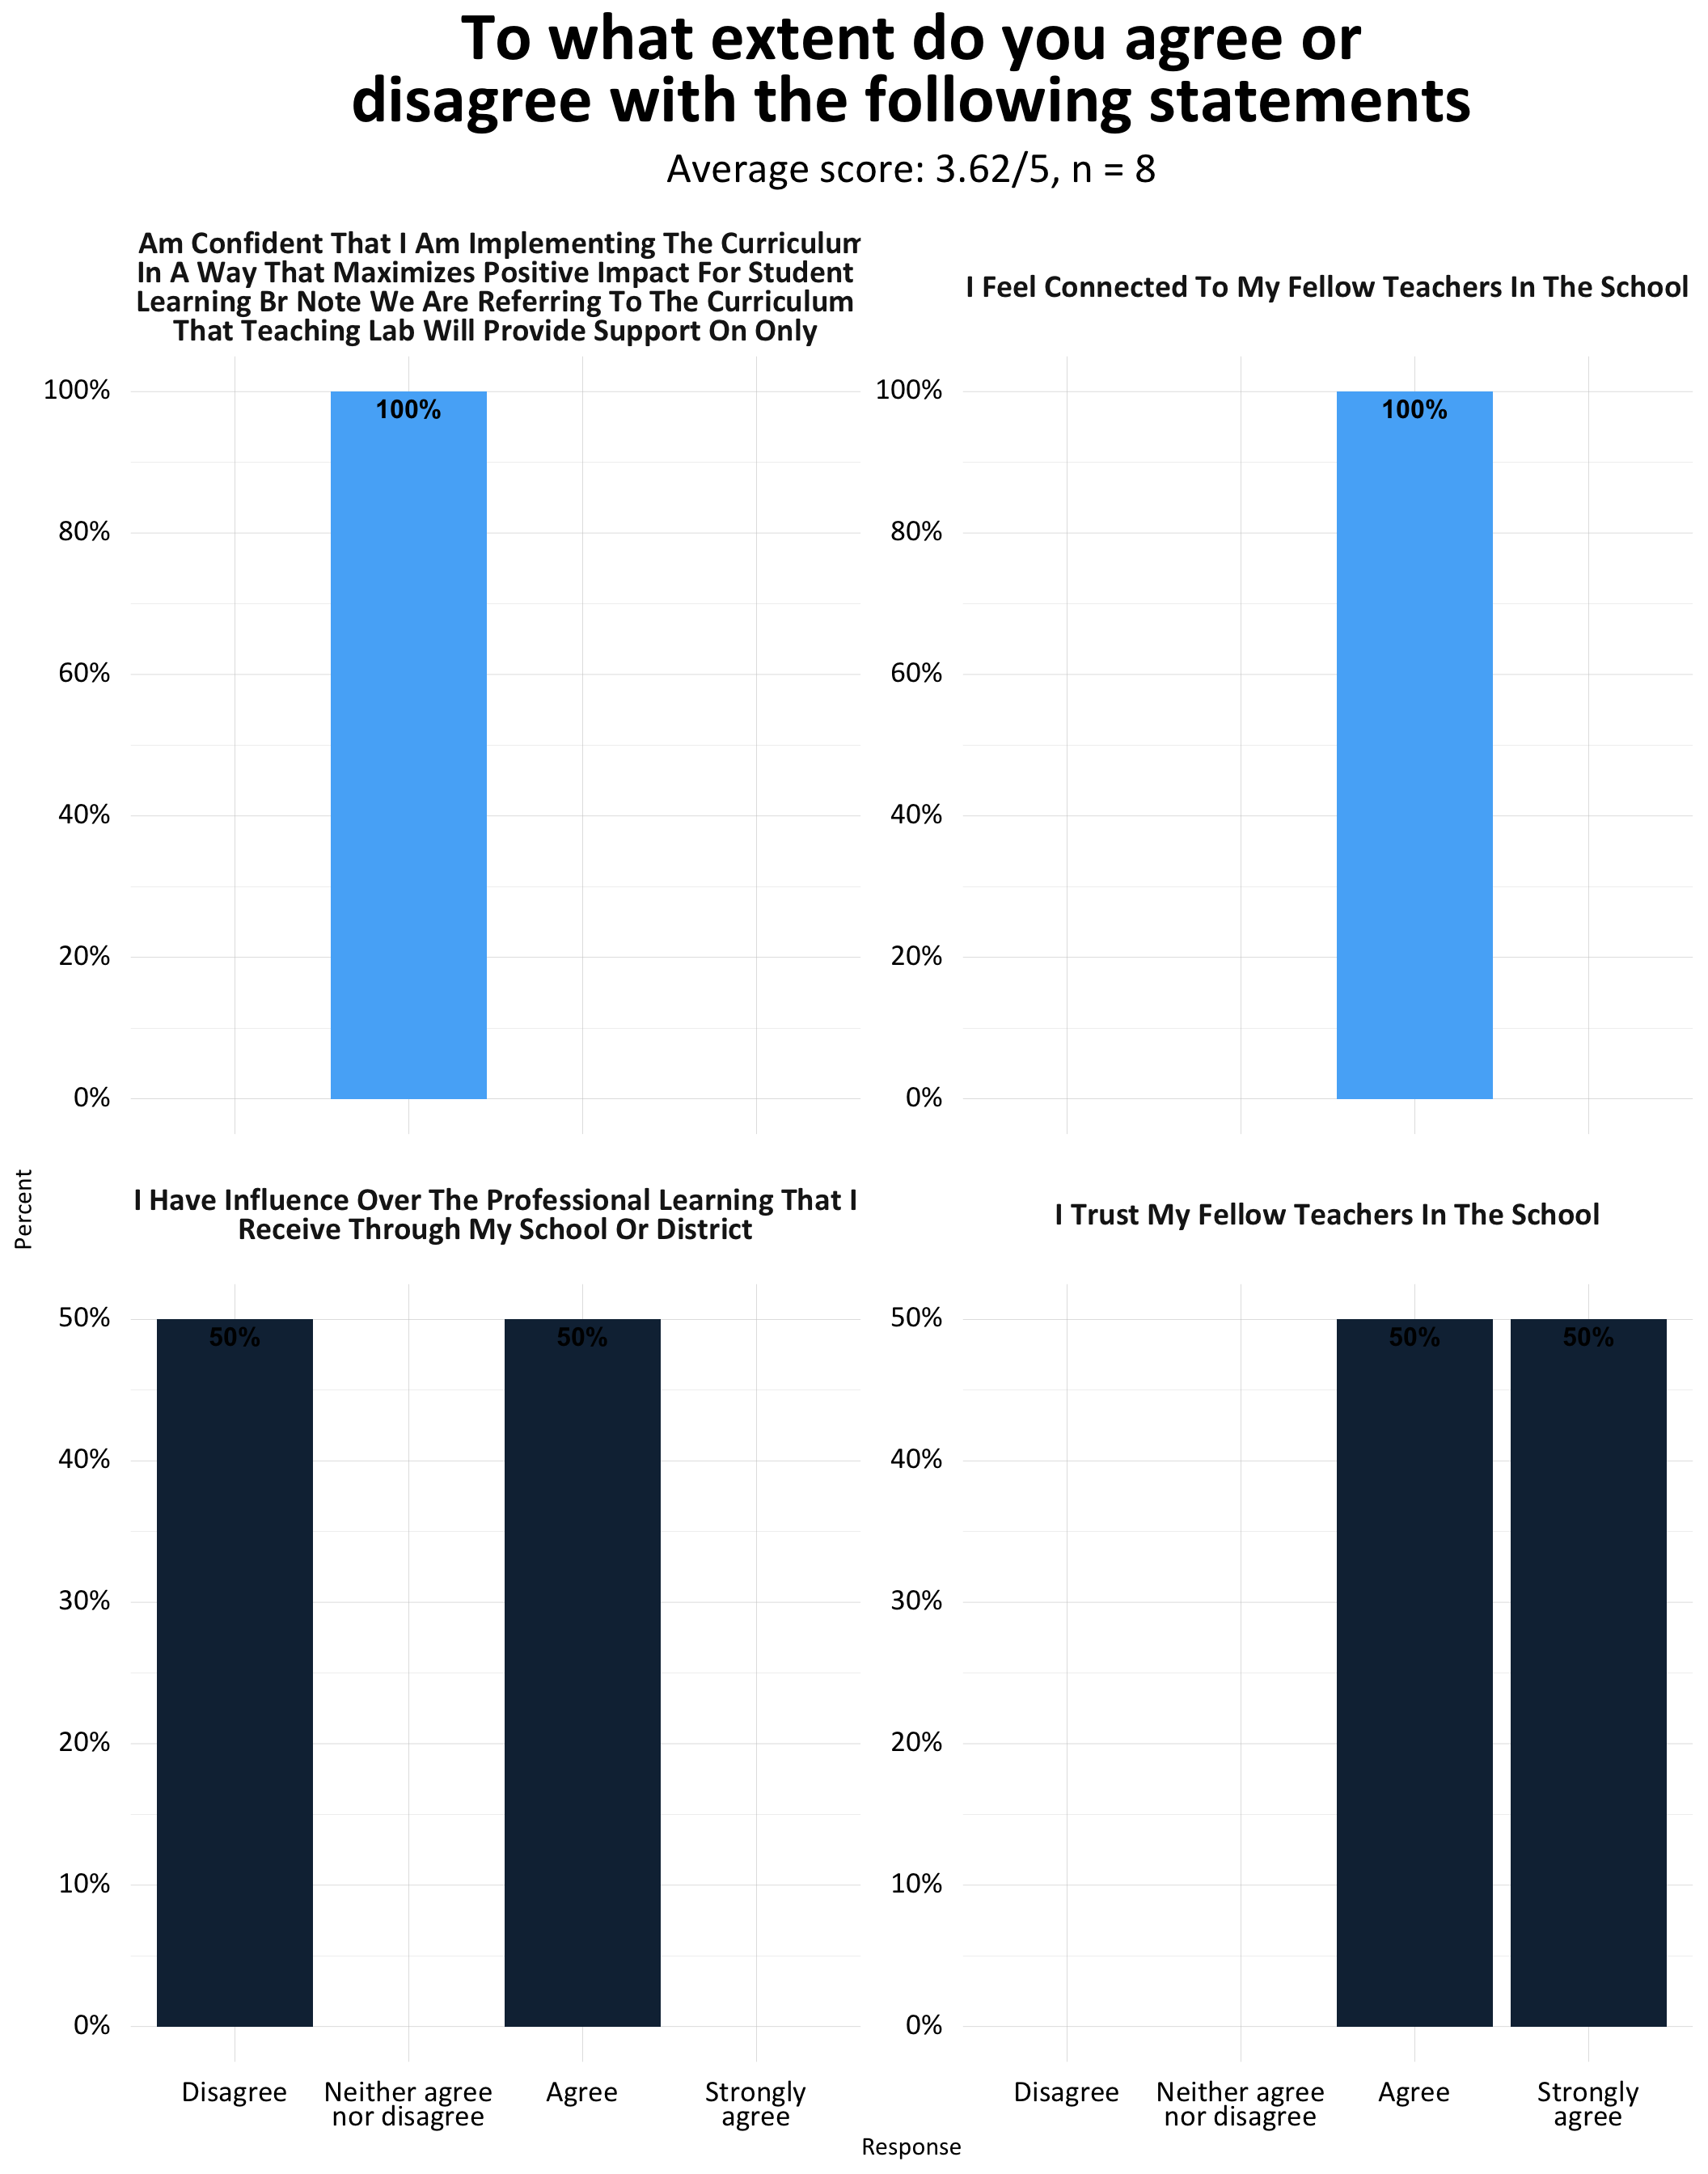 To what extent do you agree or
disagree with the following statements
Average score: 3.62/5, n = 8
Am Confident That I Am Implementing The Curriculum
In A Way That Maximizes Positive Impact For Student
Learning Br Note We Are Referring To The Curriculum
That Teaching Lab Will Provide Support On Only
100%
100%
80%
60%
40%
20%
0%
I Feel Connected To My Fellow Teachers In The School
100%
100%
80%
60%
40%
20%
0%
Percent
I Have Influence Over The Professional Learning That I
Receive Through My School Or District
50%
50%
50%
40%
30%
20%
10%
0%
Disagree
Neither agree
nor disagree
Agree
Strongly
agree
I Trust My Fellow Teachers In The School
50%
50%
50%
40%
30%
20%
10%
0%
Disagree
Neither agree
nor disagree
Agree
Strongly
agree
Response